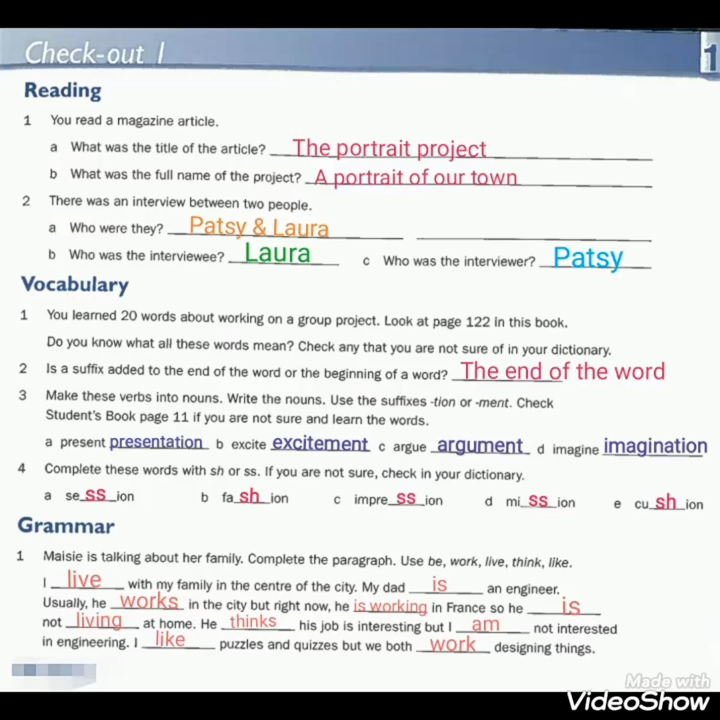 Check-out 1
1
Reading
1 You read a magazine article.
a What was the title of the article? The portrait project
b What was the full name of the project? A portrait of our town
2 There was an interview between two people.
a Who were they? Patsy & Laura
b Who was the interviewee? Laura c Who was the interviewer? Patsy
Vocabulary
1 You learned 20 words about working on a group project. Look at page 122 in this book.
Do you know what all these words mean? Check any that you are not sure of in your dictionary.
2 Is a suffix added to the end of the word or the beginning of a word? The end of the word
3 Make these verbs into nouns. Write the nouns. Use the suffixes -tion or -ment. Check
Student's Book page 11 if you are not sure and learn the words.
a present presentation b excite excitement c argue argument d imagine imagination
4 Complete these words with sh or ss. If you are not sure, check in your dictionary.
a se ss ion b fa sh ion c impre ss ion d mi ss ion e cu sh ion
Grammar
1 Maisie is talking about her family. Complete the paragraph. Use be, work, live, think, like.
I live with my family in the centre of the city. My dad is an engineer.
Usually, he works in the city but right now, he is working in France so he is
not living at home. He thinks his job is interesting but I am not interested
in engineering. I like puzzles and quizzes but we both work designing things.
Made with
VideoShow